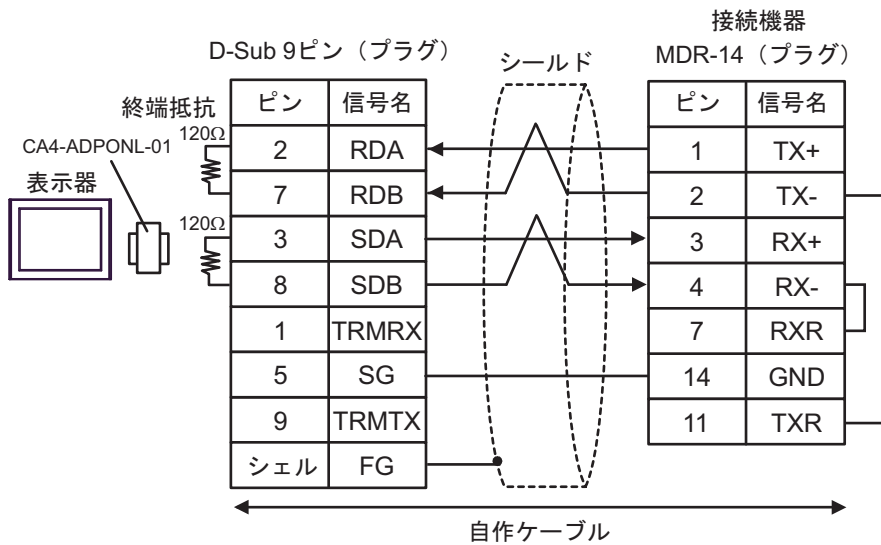 接続機器
D-Sub 9ピン（プラグ）
シールド
MDR-14（プラグ）
終端抵抗
ピン 信号名
ピン 信号名
CA4-ADPONL-01
120Ω
2 RDA
1 TX+
表示器
7 RDB
2 TX-
120Ω
3 SDA
3 RX+
8 SDB
4 RX-
1 TRMRX
7 RXR
5 SG
14 GND
9 TRMTX
11 TXR
シェル FG
自作ケーブル